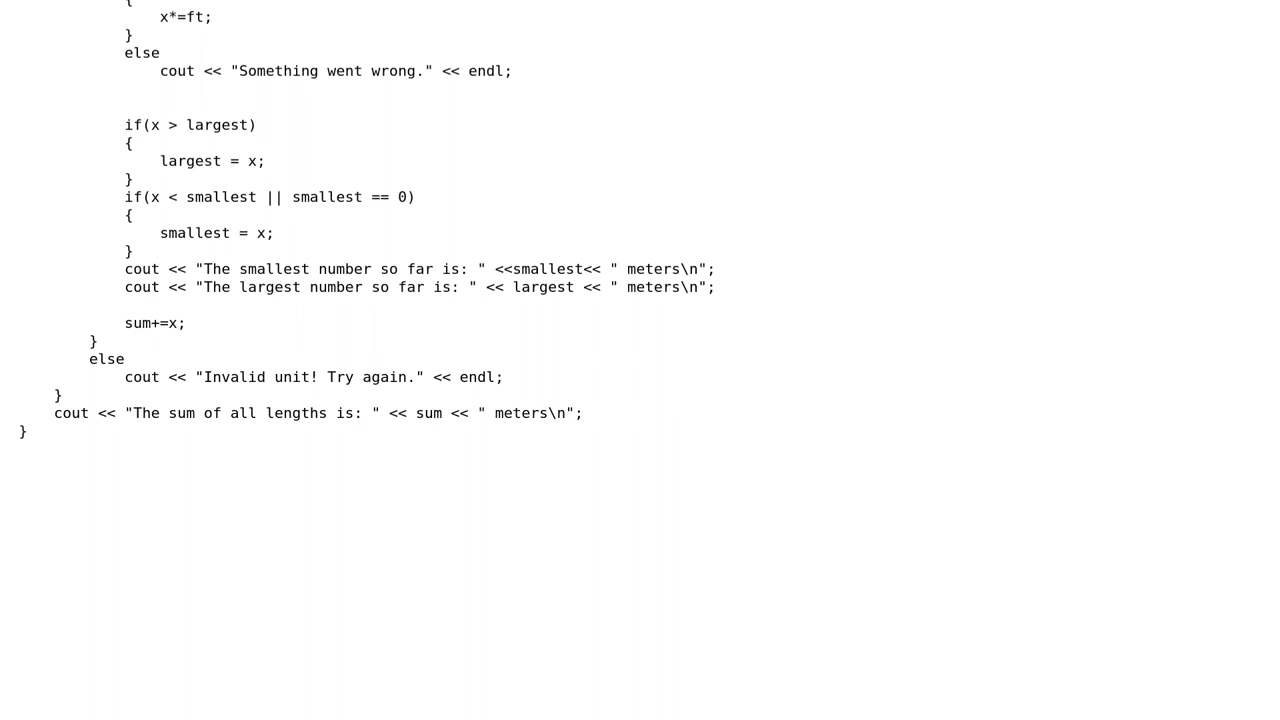 {
x*=ft;
}
else
cout << "Something went wrong." << endl;
if(x > largest)
{
largest = x;
}
if(x < smallest || smallest == 0)
{
smallest = x;
}
cout << "The smallest number so far is: " <<smallest<< " meters\n";
cout << "The largest number so far is: " << largest << " meters\n";
sum+=x;
}
else
cout << "Invalid unit! Try again." << endl;
}
cout << "The sum of all lengths is: " << sum << " meters\n";
}